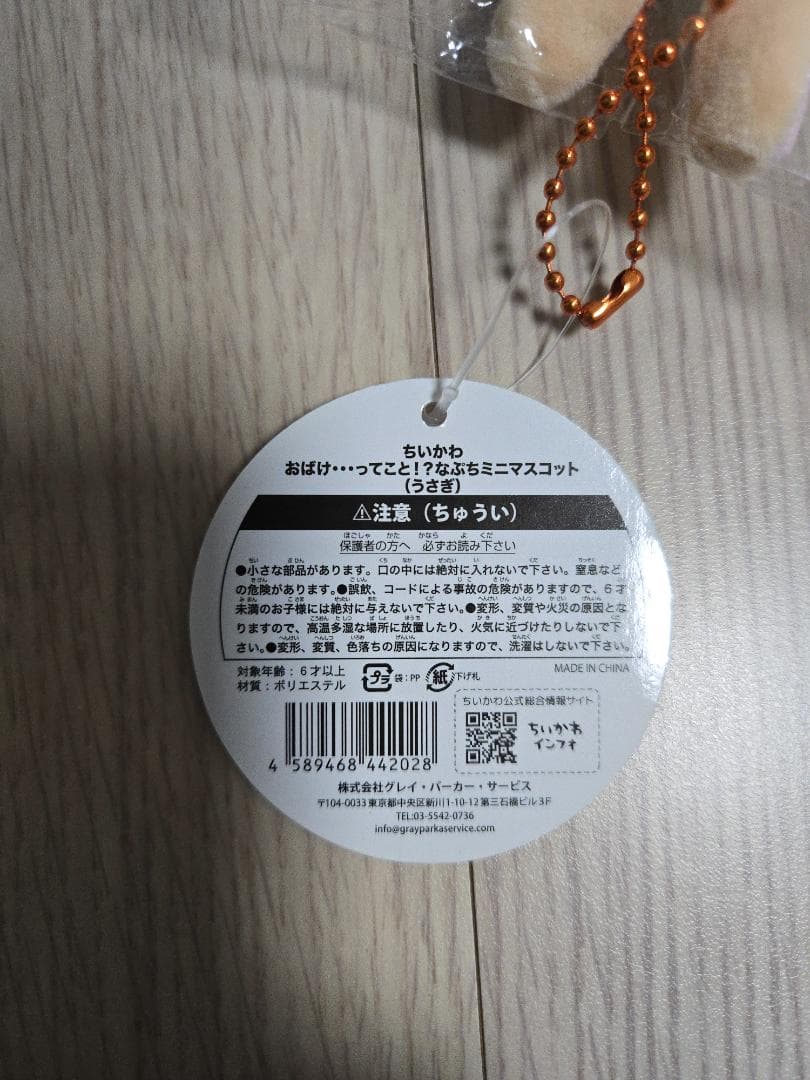 ちいかわ
おばけ・・・ってこと!?なぷちミニマスコット
(うさぎ)
⚠注意(ちゅうい)
保護者の方へ 必ずお読み下さい
●小さな部品があります。口の中には絶対に入れないで下さい。窒息など
の危険があります。●誤飲、コードによる事故の危険がありますので、6才
未満のお子様には絶対に与えないで下さい。●変形、変質や火災の原因とな
りますので、高温多湿な場所に放置したり、火気に近づけたりしないで下
さい。●変形、変質、色落ちの原因になりますので、洗濯はしないで下さい。
対象年齢:6才以上
材質:ポリエステル
プラ 袋:PP 紙 下げ札
MADE IN CHINA
ちいかわ公式総合情報サイト
ちいかわ
インフォ
4 589468 442028
株式会社グレイ・パーカー・サービス
〒104-0033 東京都中央区新川1-10-12 第三石橋ビル3F
TEL:03-5542-0736
info@grayparkaservice.com